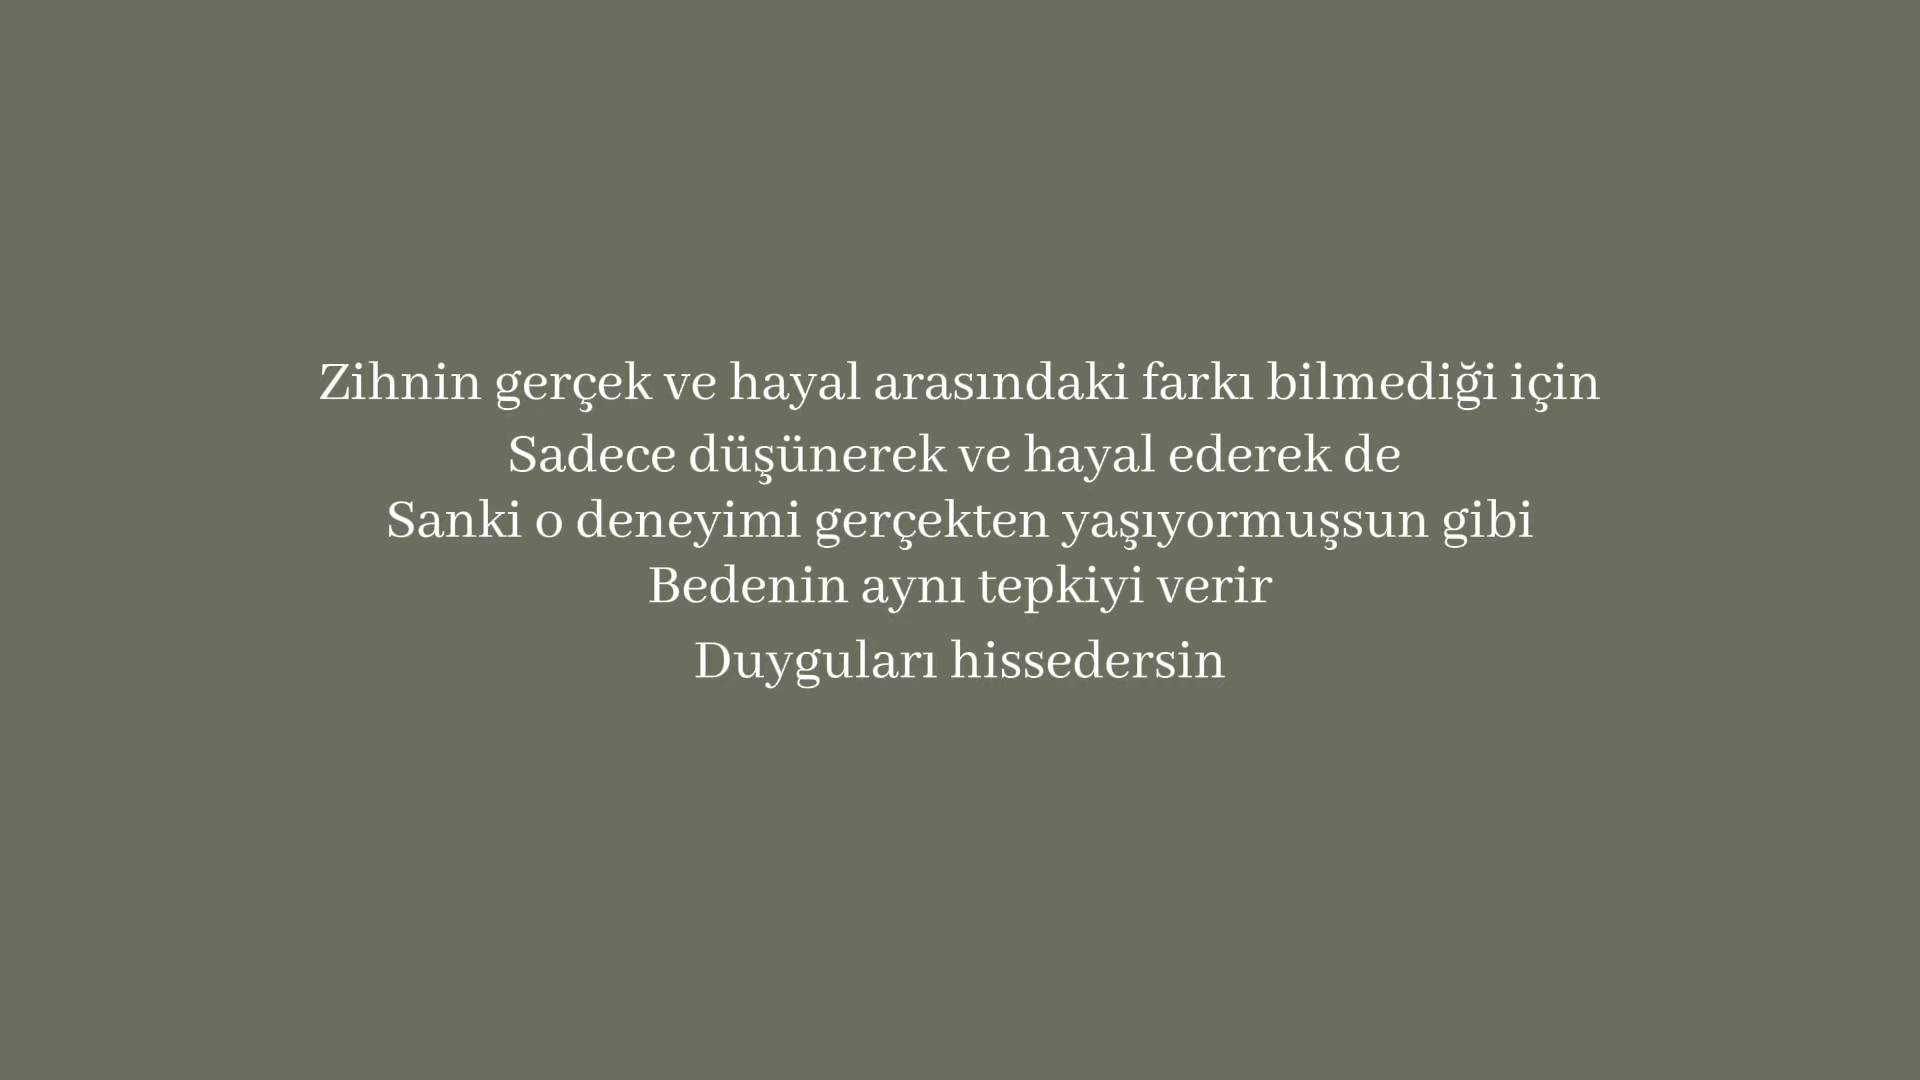 Zihnin gerçek ve hayal arasındaki farkı bilmediği için
Sadece düşünerek ve hayal ederek de
Sanki o deneyimi gerçekten yaşıyormuşsun gibi
Bedenin aynı tepkiyi verir
Duyguları hissedersin